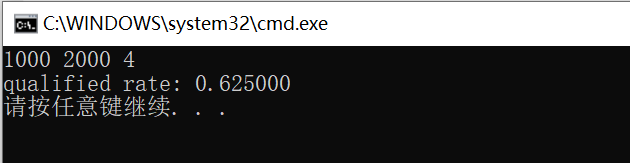 C:\WINDOWS\system32\cmd.exe
1000 2000 4
qualified rate: 0.625000
请按任意键继续. . .